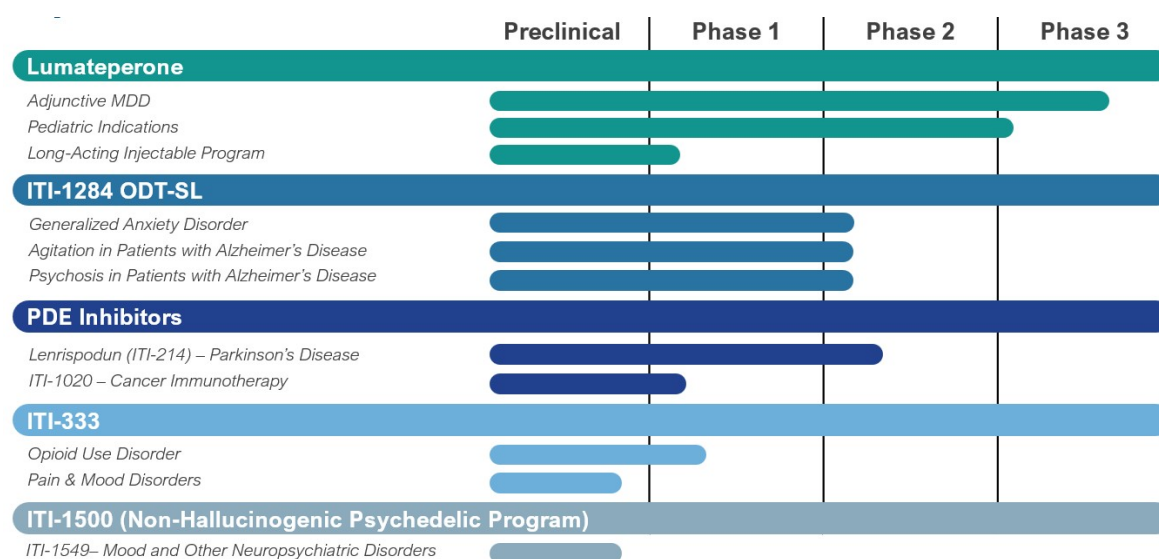 Preclinical Phase 1 Phase 2 Phase 3
Lumateperone
Adjunctive MDD
Pediatric Indications
Long-Acting Injectable Program
ITI-1284 ODT-SL
Generalized Anxiety Disorder
Agitation in Patients with Alzheimer's Disease
Psychosis in Patients with Alzheimer's Disease
PDE Inhibitors
Lenrispodun (ITI-214) – Parkinson's Disease
ITI-1020 – Cancer Immunotherapy
ITI-333
Opioid Use Disorder
Pain & Mood Disorders
ITI-1500 (Non-Hallucinogenic Psychedelic Program)
ITI-1549– Mood and Other Neuropsychiatric Disorders